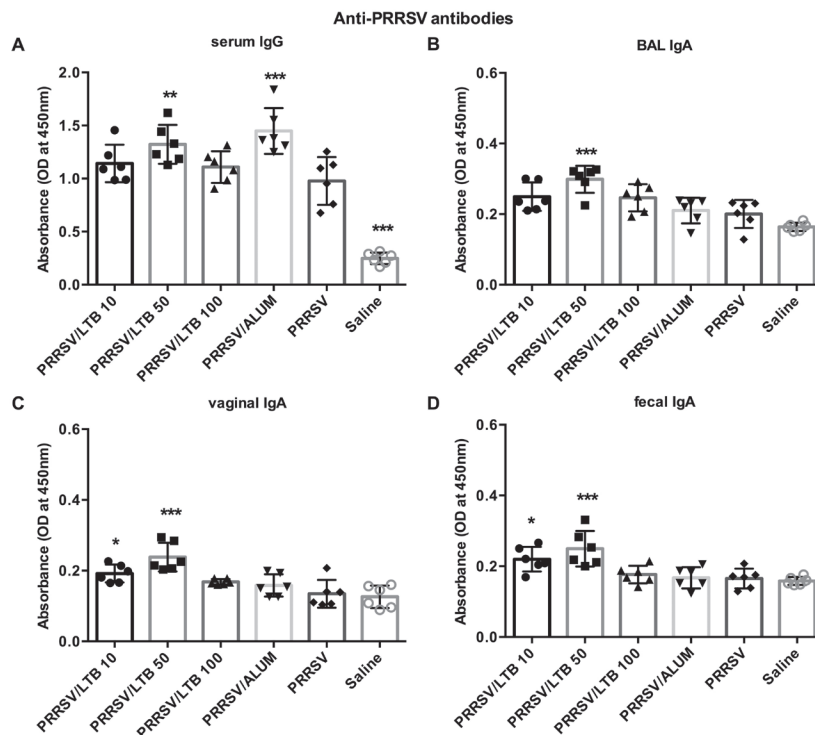 Anti-PRRSV antibodies
A
serum IgG
Absorbance (OD at 450nm)
2.0
1.5
1.0
0.5
0.0
**
***
***
PRRSV/LTB 10
PRRSV/LTB 50
PRRSV/LTB 100
PRRSV/ALUM
PRRSV
Saline
B
BAL IgA
Absorbance (OD at 450nm)
0.6
0.4
0.2
0.0
***
PRRSV/LTB 10
PRRSV/LTB 50
PRRSV/LTB 100
PRRSV/ALUM
PRRSV
Saline
C
vaginal IgA
Absorbance (OD at 450nm)
0.6
0.4
0.2
0.0
*
***
PRRSV/LTB 10
PRRSV/LTB 50
PRRSV/LTB 100
PRRSV/ALUM
PRRSV
Saline
D
fecal IgA
Absorbance (OD at 450nm)
0.6
0.4
0.2
0.0
*
***
PRRSV/LTB 10
PRRSV/LTB 50
PRRSV/LTB 100
PRRSV/ALUM
PRRSV
Saline